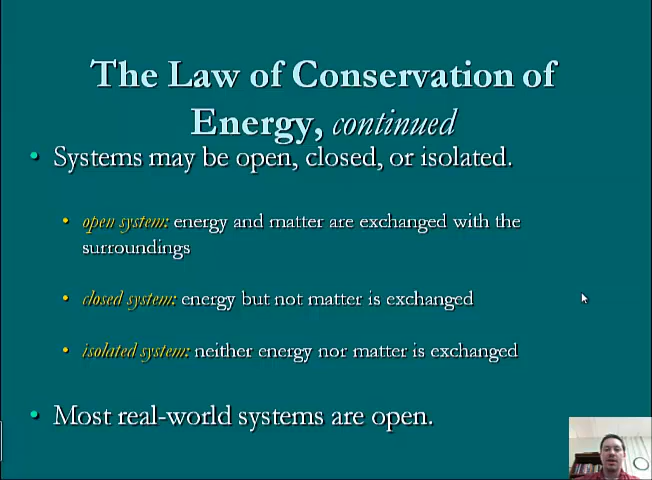 The Law of Conservation of
Energy, continued
• Systems may be open, closed, or isolated.
• open system: energy and matter are exchanged with the
surroundings
• closed system: energy but not matter is exchanged
• isolated system: neither energy nor matter is exchanged
• Most real-world systems are open.